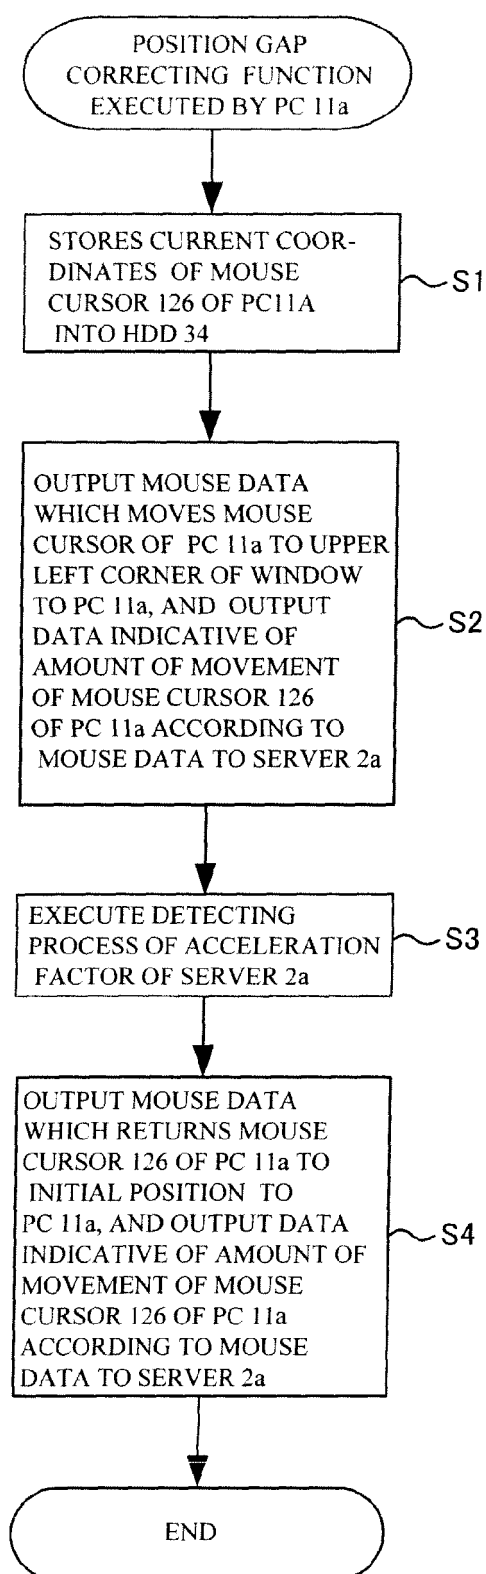 POSITION GAP
CORRECTING FUNCTION
EXECUTED BY PC 11a
STORES CURRENT COOR-
DINATES OF MOUSE
CURSOR 126 OF PC11A
INTO HDD 34
S1
OUTPUT MOUSE DATA
WHICH MOVES MOUSE
CURSOR OF PC 11a TO UPPER
LEFT CORNER OF WINDOW
TO PC 11a, AND OUTPUT
DATA INDICATIVE OF
AMOUNT OF MOVEMENT
OF MOUSE CURSOR 126
OF PC 11a ACCORDING TO
MOUSE DATA TO SERVER 2a
S2
EXECUTE DETECTING
PROCESS OF ACCELERATION
FACTOR OF SERVER 2a
S3
OUTPUT MOUSE DATA
WHICH RETURNS MOUSE
CURSOR 126 OF PC 11a TO
INITIAL POSITION TO
PC 11a, AND OUTPUT DATA
INDICATIVE OF AMOUNT OF
MOVEMENT OF MOUSE
CURSOR 126 OF PC 11a
ACCORDING TO MOUSE
DATA TO SERVER 2a
S4
END